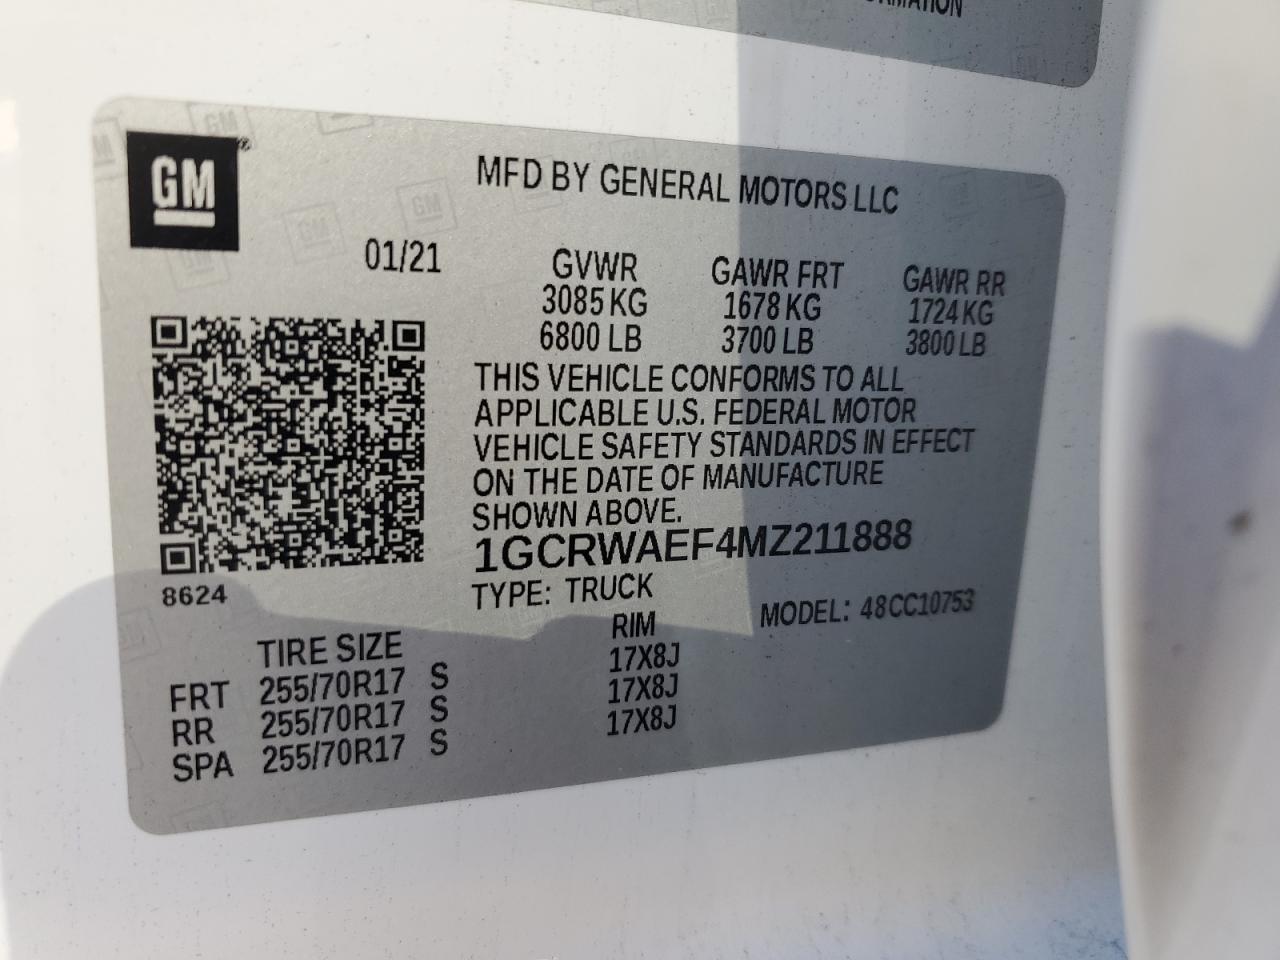 GM
MFD BY GENERAL MOTORS LLC
01/21
GVWR GAWR FRT GAWR RR
3085 KG 1678 KG 1724 KG
6800 LB 3700 LB 3800 LB
THIS VEHICLE CONFORMS TO ALL
APPLICABLE U.S. FEDERAL MOTOR
VEHICLE SAFETY STANDARDS IN EFFECT
ON THE DATE OF MANUFACTURE
SHOWN ABOVE.
1GCRWAEF4MZ211888
8624
TYPE: TRUCK MODEL: 48CC10753
TIRE SIZE RIM
FRT 255/70R17 S 17X8J
RR 255/70R17 S 17X8J
SPA 255/70R17 S 17X8J